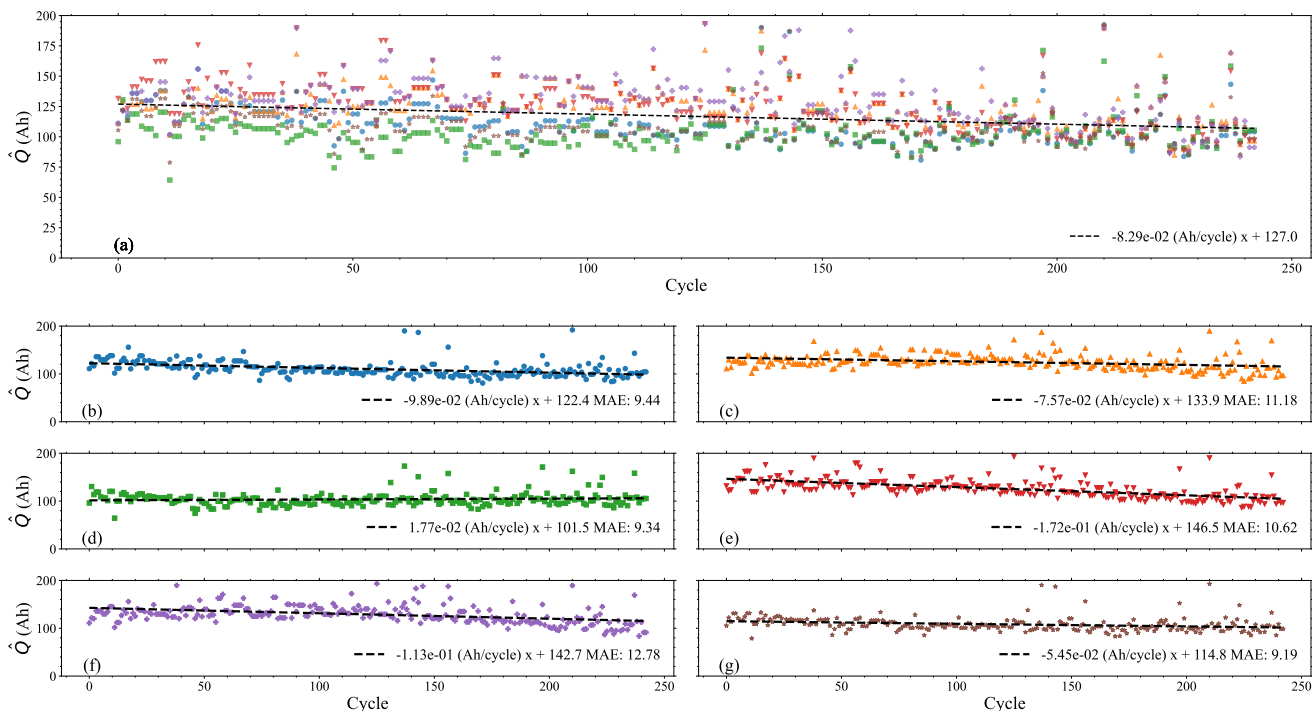 200
175
150
125
100
75
50
25
0
Q̂ (Ah)
(a)
-8.29e-02 (Ah/cycle) x + 127.0
0 50 100 150 200 250
Cycle
200
100
0
Q̂ (Ah)
(b)
-9.89e-02 (Ah/cycle) x + 122.4 MAE: 9.44
200
100
0
(c)
-7.57e-02 (Ah/cycle) x + 133.9 MAE: 11.18
200
100
0
Q̂ (Ah)
(d)
1.77e-02 (Ah/cycle) x + 101.5 MAE: 9.34
200
100
0
(e)
-1.72e-01 (Ah/cycle) x + 146.5 MAE: 10.62
200
100
0
Q̂ (Ah)
(f)
-1.13e-01 (Ah/cycle) x + 142.7 MAE: 12.78
0 50 100 150 200 250
Cycle
200
100
0
(g)
-5.45e-02 (Ah/cycle) x + 114.8 MAE: 9.19
0 50 100 150 200 250
Cycle